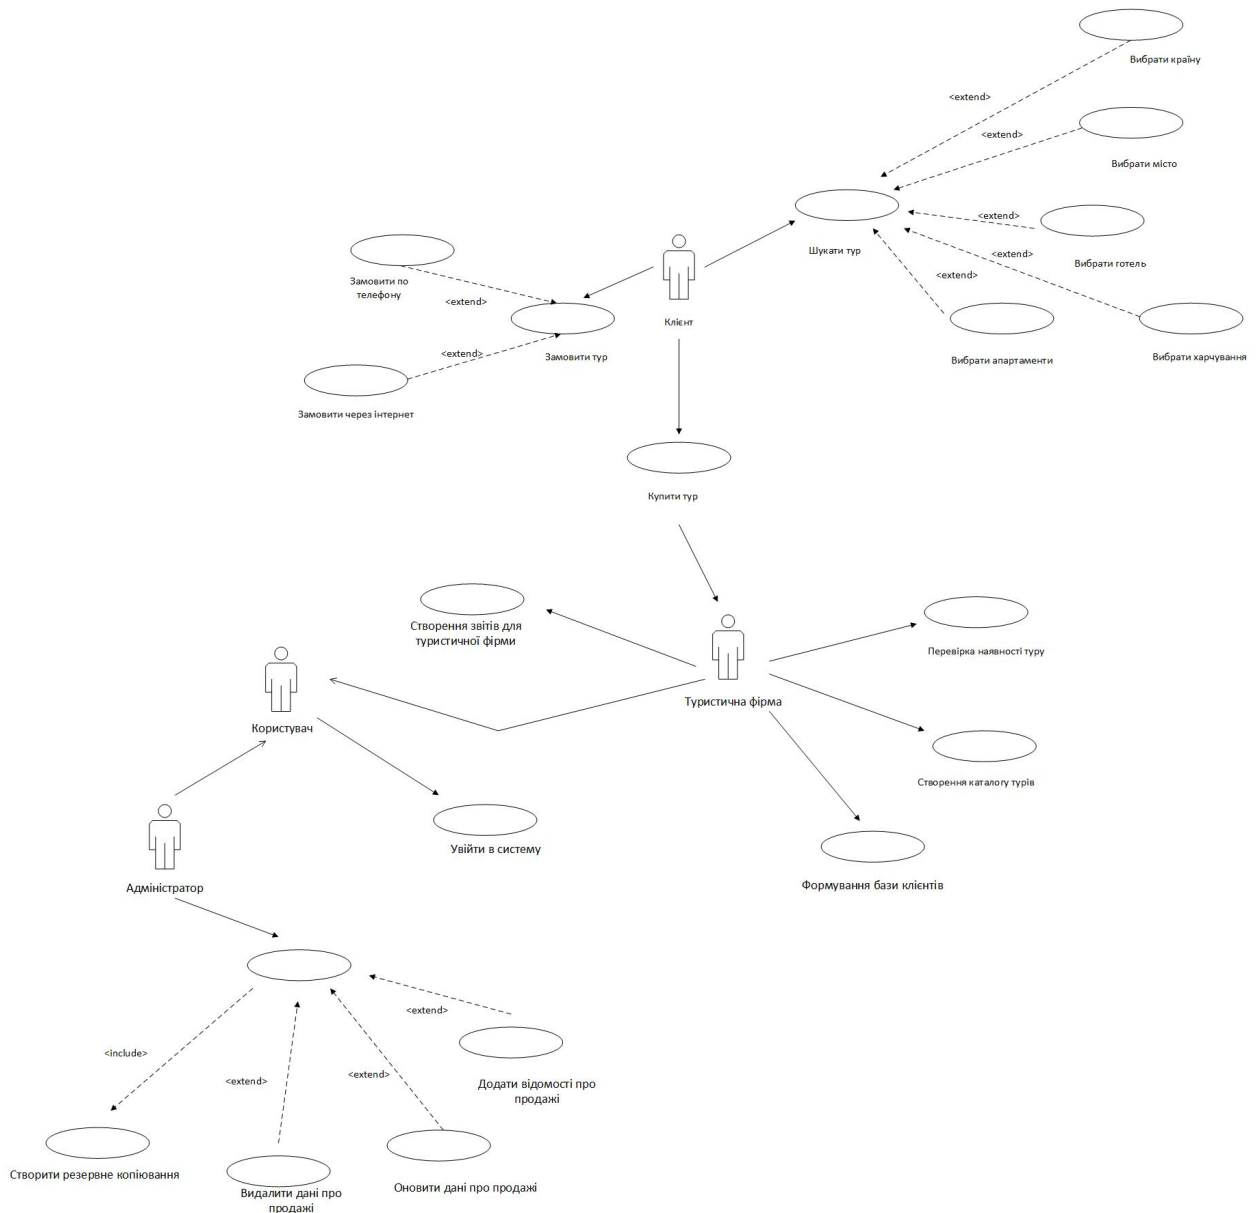 Вибрати країну
<extend>
<extend>
Вибрати місто
<extend>
Шукати тур
<extend>
Вибрати готель
<extend>
Замовити по
телефону
<extend>
Клієнт
<extend>
Замовити тур
Вибрати апартаменти
Вибрати харчування
Замовити через інтернет
Купити тур
Створення звітів для
туристичної фірми
Перевірка наявності туру
Туристична фірма
Користувач
Створення каталогу турів
Увійти в систему
Формування бази клієнтів
Адміністратор
<extend>
<include>
<extend>
<extend>
Додати відомості про
продажі
Створити резервне копіювання
Видалити дані про
продажі
Оновити дані про продажі